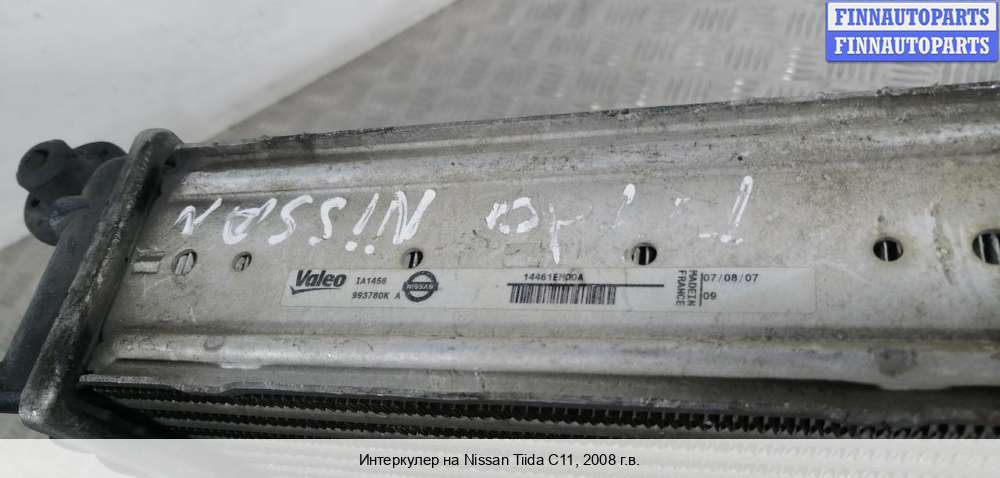 FINNAUTOPARTS
FINNAUTOPARTS
NISSAN
Valeo IA1456
993760K A
NISSAN
14461EM00A
MADE IN
FRANCE
07/08/07
09
Интеркулер на Nissan Tiida C11, 2008 г.в.